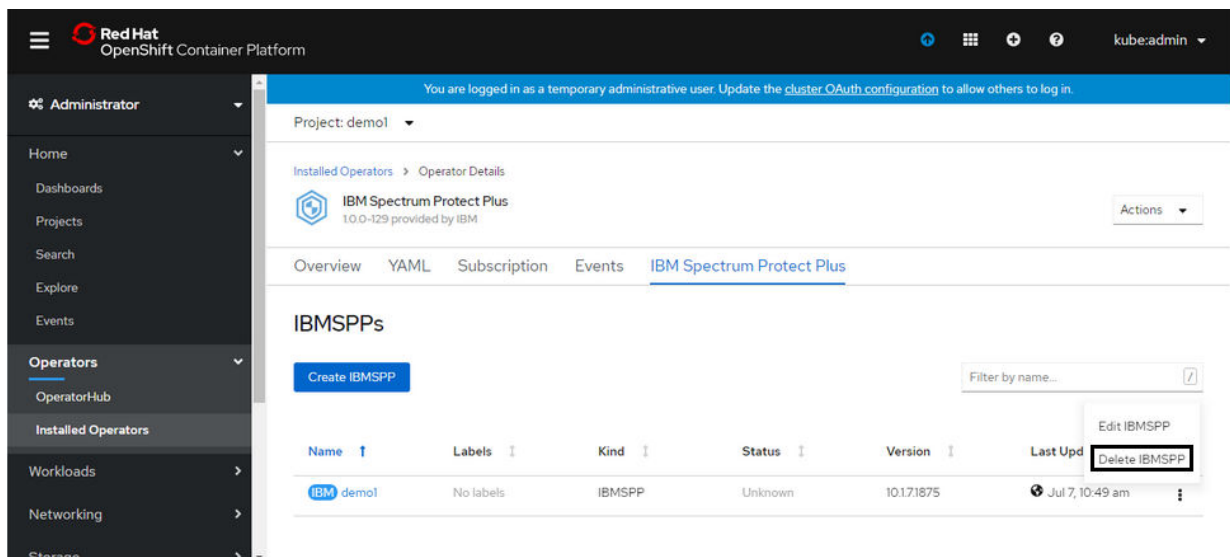 Red Hat
OpenShift Container Platform
kube:admin
Administrator
You are logged in as a temporary administrative user. Update the cluster OAuth configuration to allow others to log in.
Project: demo1
Home
Dashboards
Projects
Search
Explore
Events
Operators
OperatorHub
Installed Operators
Workloads
Networking
Storage
Installed Operators > Operator Details
IBM Spectrum Protect Plus
1.0.0-129 provided by IBM
Actions
Overview YAML Subscription Events IBM Spectrum Protect Plus
IBMSPPs
Create IBMSPP
Filter by name... /
Edit IBMSPP
Delete IBMSPP
Name Labels Kind Status Version Last Upd
IBM demo1 No labels IBMSPP Unknown 10.1.7.1875 Jul 7, 10:49 am